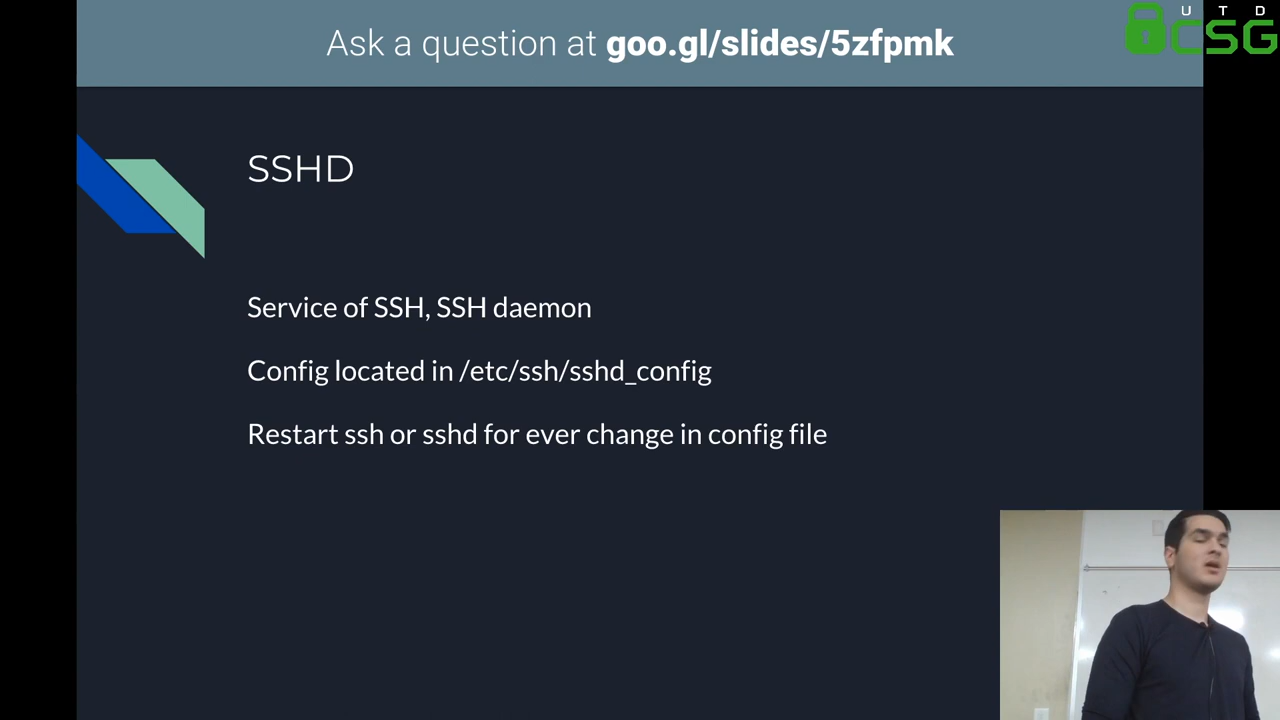 Ask a question at goo.gl/slides/5zfpmk
UTD
CSG
SSHD
Service of SSH, SSH daemon
Config located in /etc/ssh/sshd_config
Restart ssh or sshd for ever change in config file